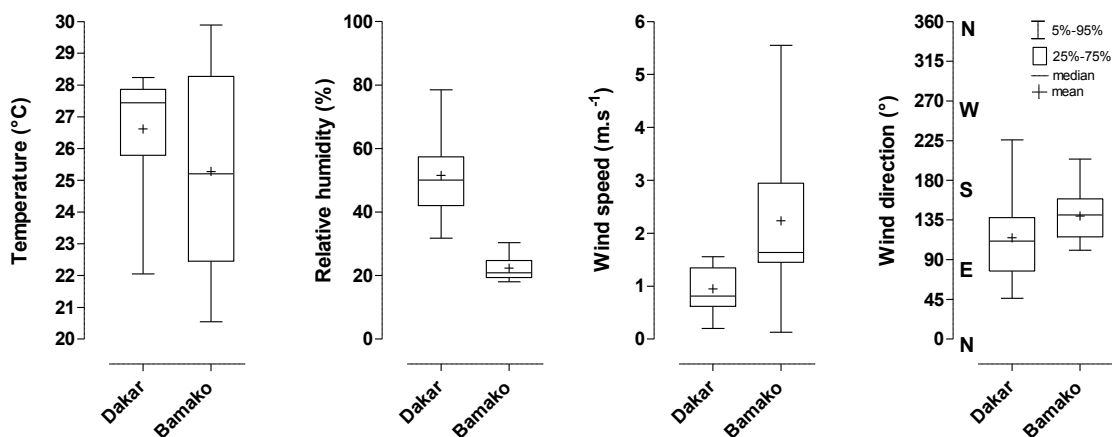 Temperature (°C)
30
29
28
27
26
25
24
23
22
21
20
Dakar
Bamako
Relative humidity (%)
100
80
60
40
20
0
Dakar
Bamako
Wind speed (m.s⁻¹)
6
5
4
3
2
1
0
Dakar
Bamako
Wind direction (°)
360
315
270
225
180
135
90
45
0
N
W
S
E
N
5%-95%
25%-75%
median
mean
Dakar
Bamako